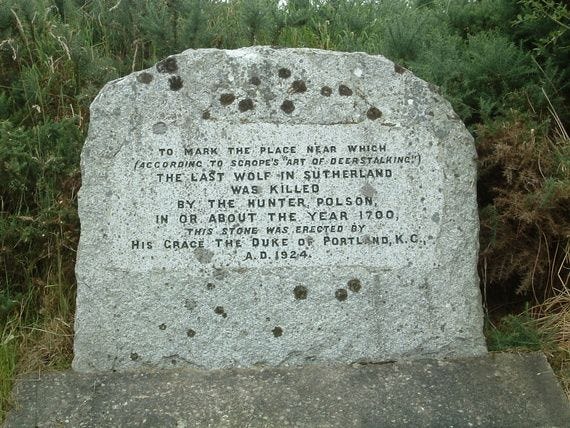 TO MARK THE PLACE NEAR WHICH
(ACCORDING TO SCROPE'S "ART OF DEERSTALKING,")
THE LAST WOLF IN SUTHERLAND
WAS KILLED
BY THE HUNTER, POLSON,
IN OR ABOUT THE YEAR 1700,
THIS STONE WAS ERECTED BY
HIS GRACE THE DUKE OF PORTLAND, K.G.,
A.D. 1924.